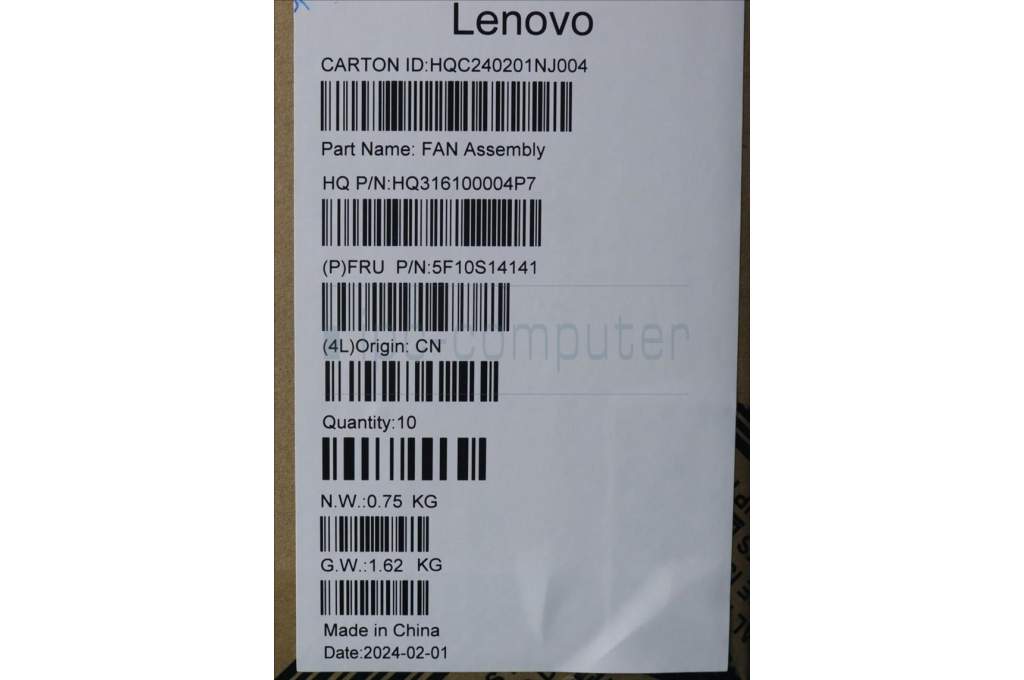 Lenovo
CARTON ID:HQC240201NJ004
Part Name: FAN Assembly
HQ P/N:HQ316100004P7
(P)FRU P/N:5F10S14141
computer
(4L)Origin: CN
Quantity:10
N.W.:0.75 KG
G.W.:1.62 KG
Made in China
Date:2024-02-01